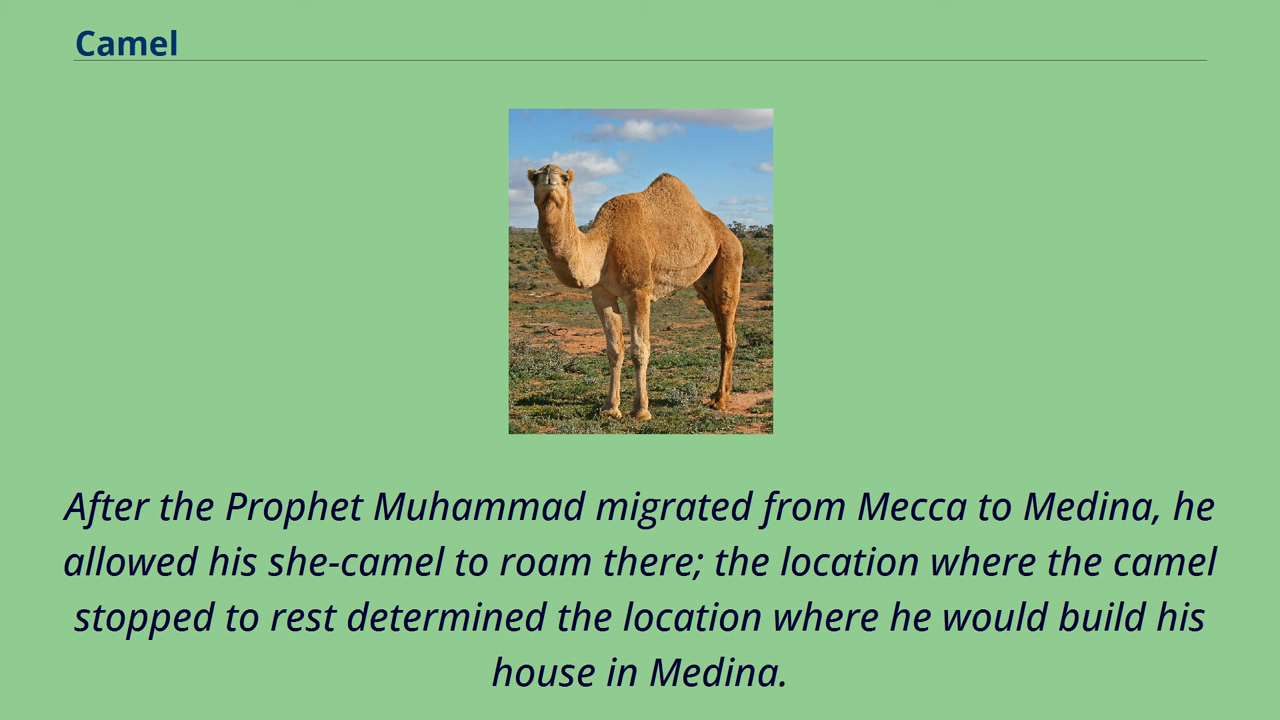 Camel
After the Prophet Muhammad migrated from Mecca to Medina, he
allowed his she-camel to roam there; the location where the camel
stopped to rest determined the location where he would build his
house in Medina.